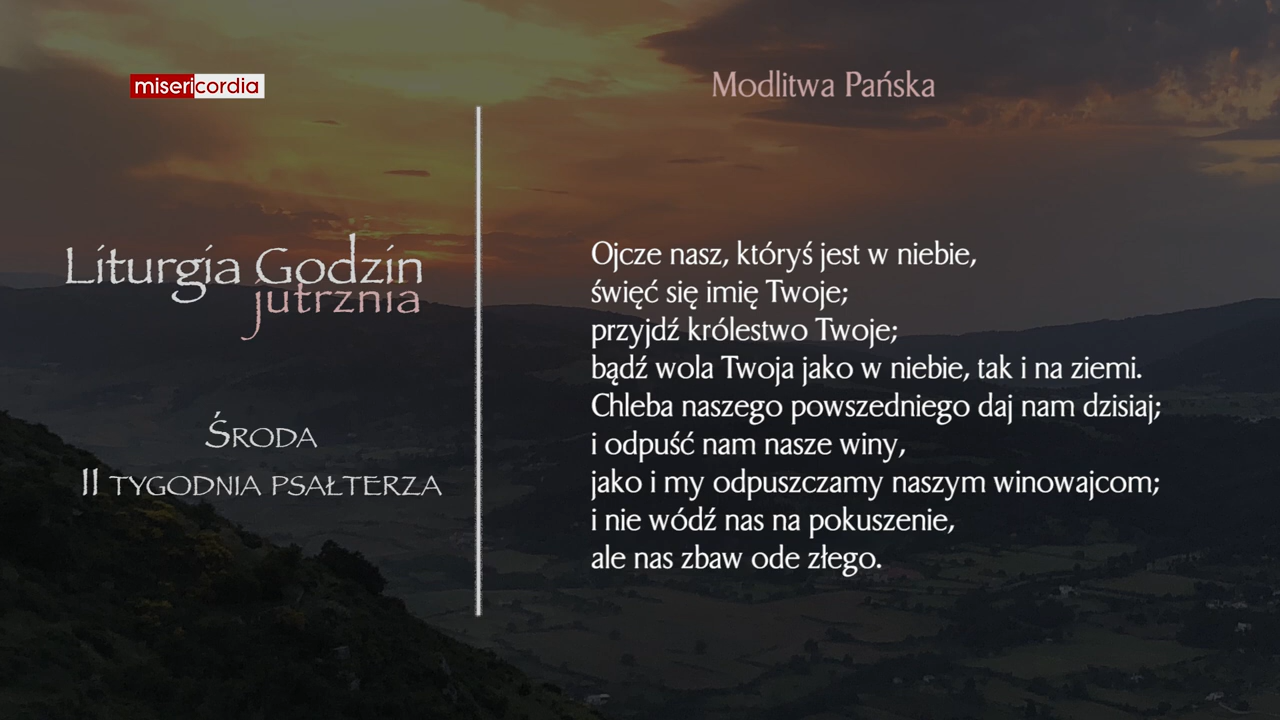 misericordia
Liturgia Godzin
jutrznia
Środa
II tygodnia psałterza
Modlitwa Pańska
Ojcze nasz, któryś jest w niebie,
święć się imię Twoje;
przyjdź królestwo Twoje;
bądź wola Twoja jako w niebie, tak i na ziemi.
Chleba naszego powszedniego daj nam dzisiaj;
i odpuść nam nasze winy,
jako i my odpuszczamy naszym winowajcom;
i nie wódź nas na pokuszenie,
ale nas zbaw ode złego.